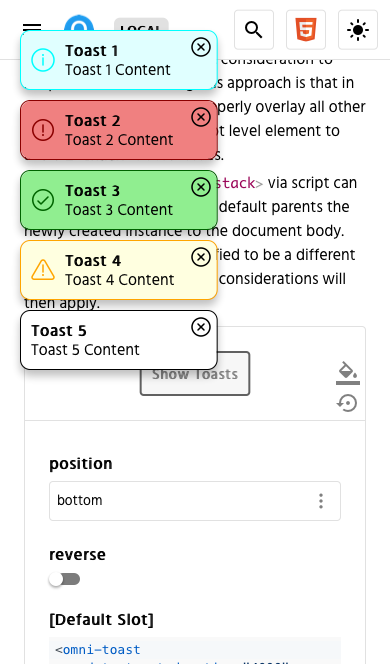 LOCAL
Toast 1
Toast 1 Content
consideration to
s approach is that in
Toast 2
perly overlay all other
Toast 2 Content
t level element to
s.
Toast 3
stack> via script can
Toast 3 Content
default parents the
newly created instance to the document body.
Toast 4
fied to be a different
Toast 4 Content
considerations will
then apply.
Toast 5
Toast 5 Content
Show Toasts
position
bottom
reverse
[Default Slot]
<omni-toast